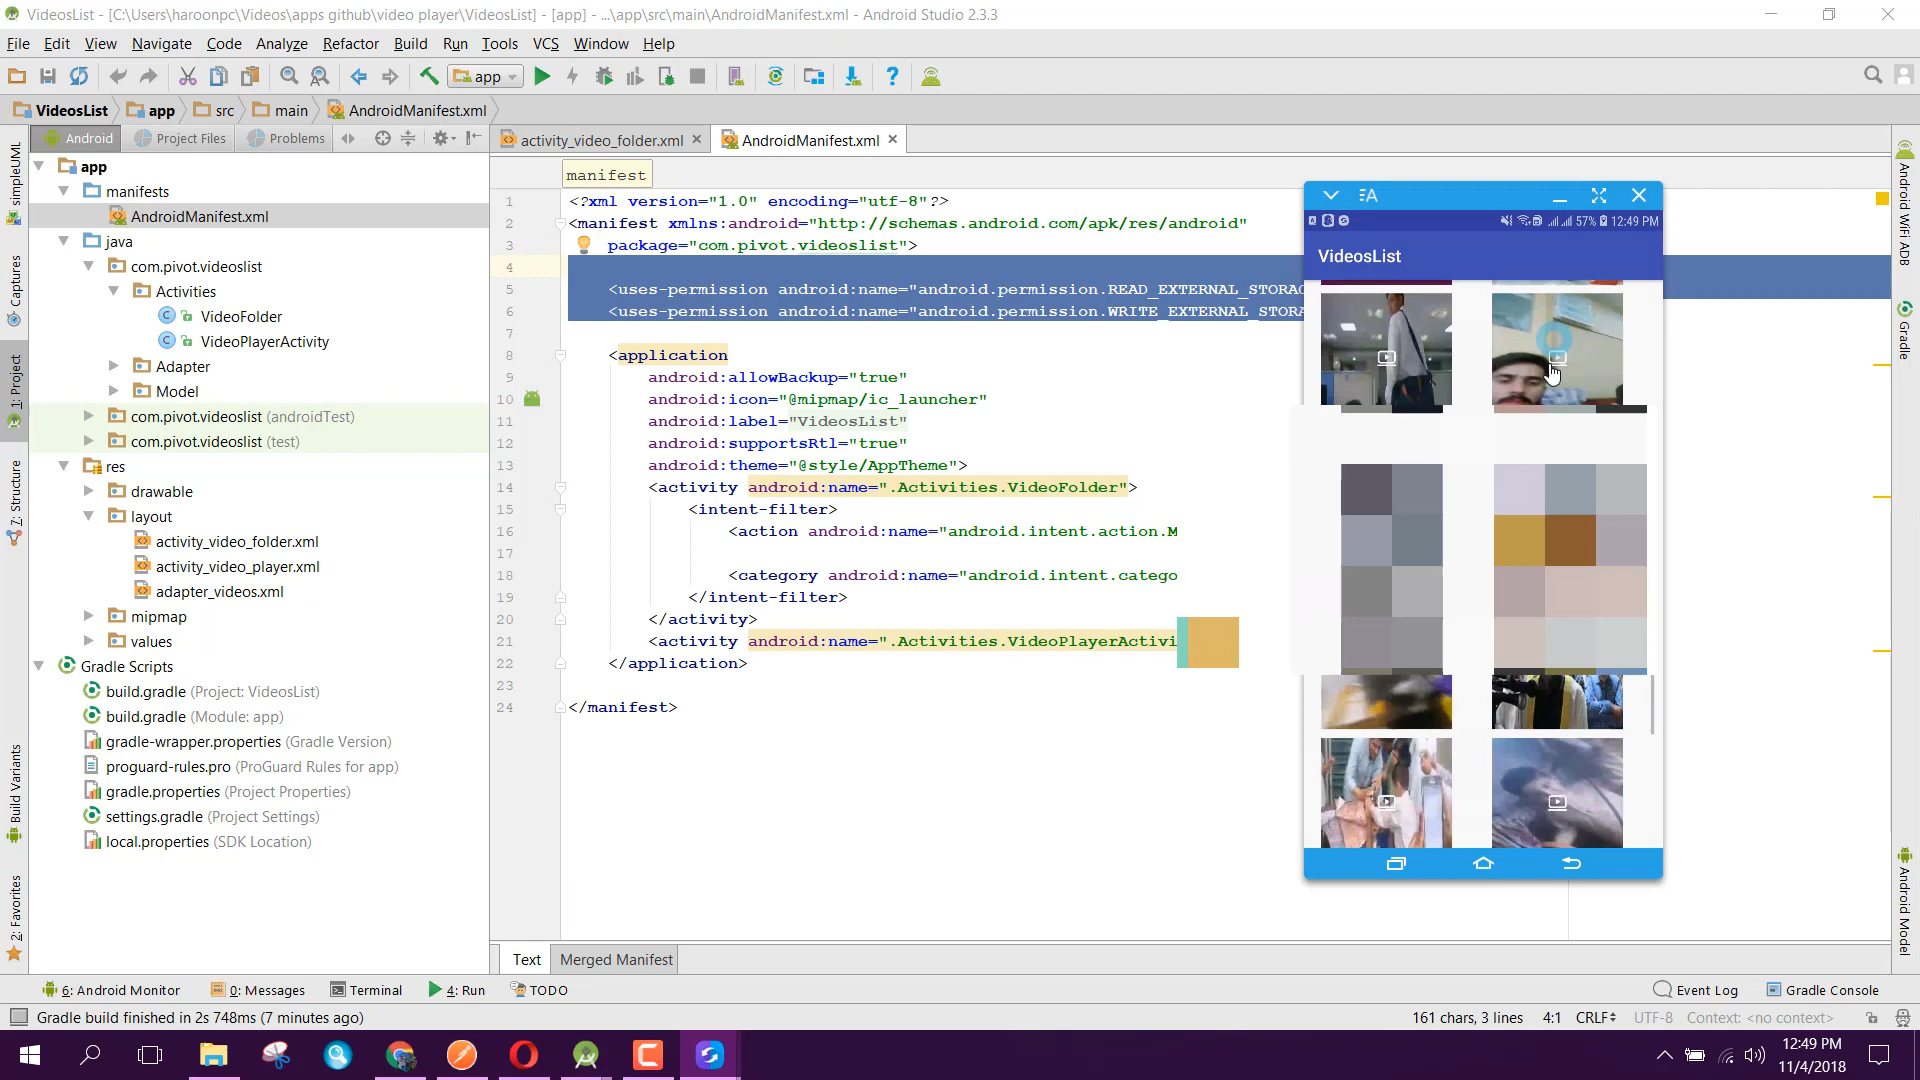 VideosList - [C:\Users\haroonpc\Videos\apps github\video player\VideosList] - [app] - ...\app\src\main\AndroidManifest.xml - Android Studio 2.3.3
File Edit View Navigate Code Analyze Refactor Build Run Tools VCS Window Help
app
VideosList app src main AndroidManifest.xml
Android Project Files Problems
activity_video_folder.xml AndroidManifest.xml
app
manifests
AndroidManifest.xml
java
com.pivot.videoslist
Activities
VideoFolder
VideoPlayerActivity
Adapter
Model
com.pivot.videoslist (androidTest)
com.pivot.videoslist (test)
res
drawable
layout
activity_video_folder.xml
activity_video_player.xml
adapter_videos.xml
mipmap
values
Gradle Scripts
build.gradle (Project: VideosList)
build.gradle (Module: app)
gradle-wrapper.properties (Gradle Version)
proguard-rules.pro (ProGuard Rules for app)
gradle.properties (Project Properties)
settings.gradle (Project Settings)
local.properties (SDK Location)
simpleUML
Captures
1: Project
7: Structure
Build Variants
2: Favorites
manifest
1 <?xml version="1.0" encoding="utf-8"?>
2 <manifest xmlns:android="http://schemas.android.com/apk/res/android"
3 package="com.pivot.videoslist">
4
5 <uses-permission android:name="android.permission.READ_EXTERNAL_STORAG
6 <uses-permission android:name="android.permission.WRITE_EXTERNAL_STORA
7
8 <application
9 android:allowBackup="true"
10 android:icon="@mipmap/ic_launcher"
11 android:label="VideosList"
12 android:supportsRtl="true"
13 android:theme="@style/AppTheme">
14 <activity android:name=".Activities.VideoFolder">
15 <intent-filter>
16 <action android:name="android.intent.action.M
17
18 <category android:name="android.intent.catego
19 </intent-filter>
20 </activity>
21 <activity android:name=".Activities.VideoPlayerActivi
22 </application>
23
24 </manifest>
57% 12:49 PM
VideosList
Android WiFi ADB
Gradle
Android Model
Text Merged Manifest
6: Android Monitor 0: Messages Terminal 4: Run TODO Event Log Gradle Console
Gradle build finished in 2s 748ms (7 minutes ago) 161 chars, 3 lines 4:1 CRLF UTF-8 Context: <no context>
12:49 PM
11/4/2018